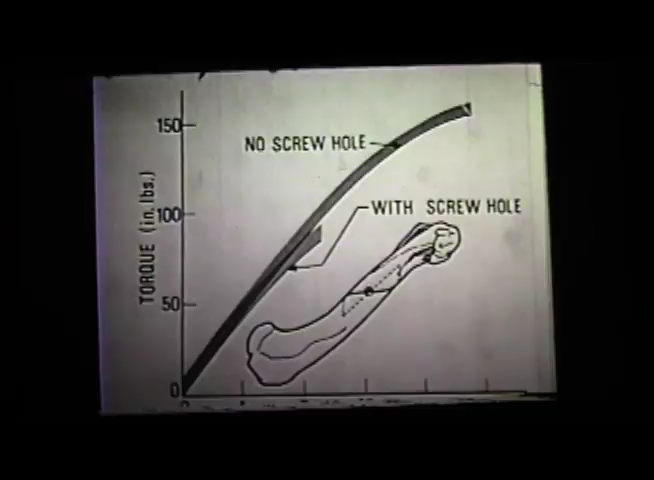 150
NO SCREW HOLE
WITH SCREW HOLE
100
TORQUE (in. lbs.)
50
0